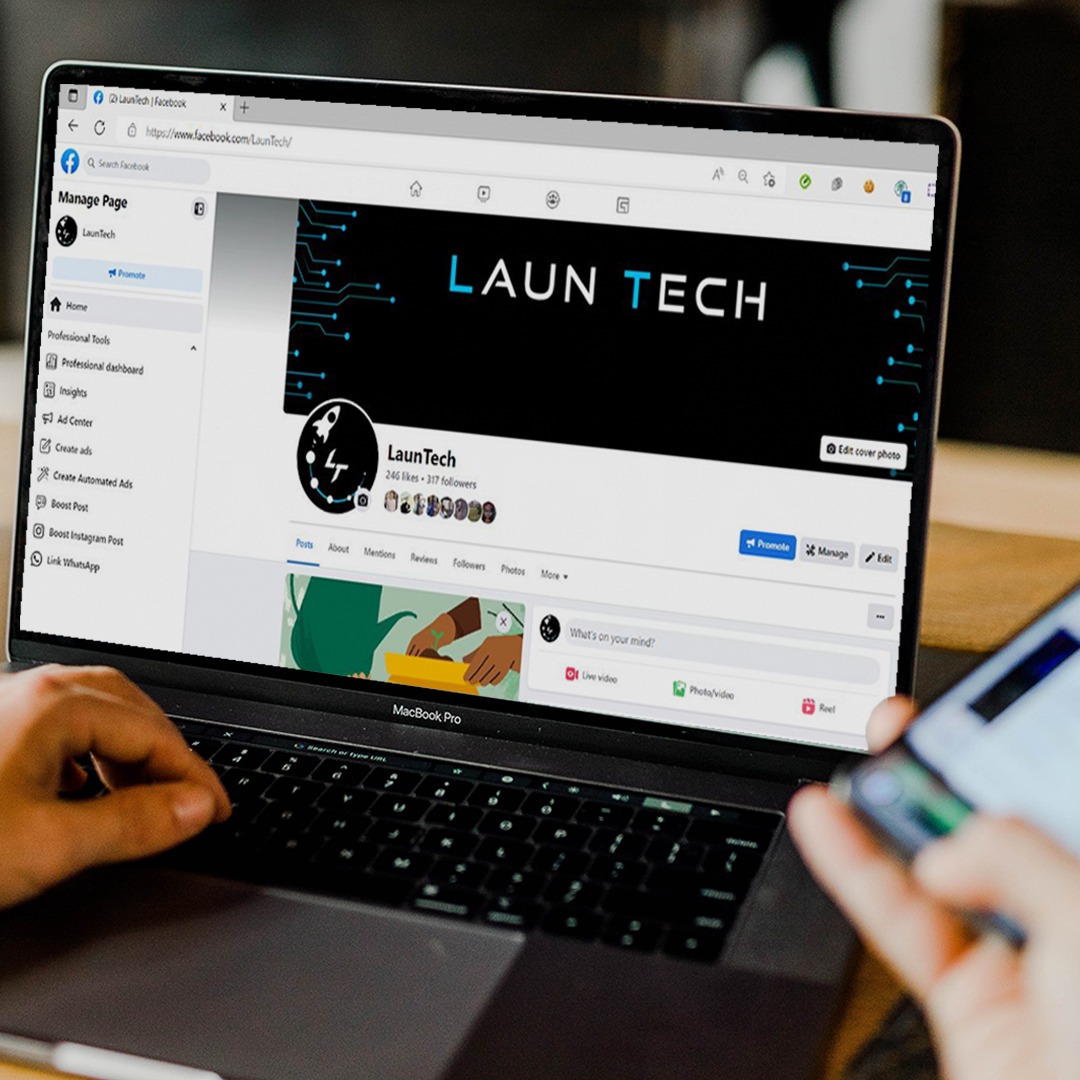 (2) LaunTech | Facebook
https://www.facebook.com/LaunTech/
Search Facebook
Manage Page
LaunTech
Promote
Home
Professional Tools
Professional dashboard
Insights
Ad Center
Create ads
Create Automated Ads
Boost Post
Boost Instagram Post
Link WhatsApp
LAUN TECH
Edit cover photo
LT
LaunTech
246 likes • 317 followers
Promote
Manage
Edit
Posts
About
Mentions
Reviews
Followers
Photos
More
What's on your mind?
Live video
Photo/video
Reel
MacBook Pro
Search or type URL